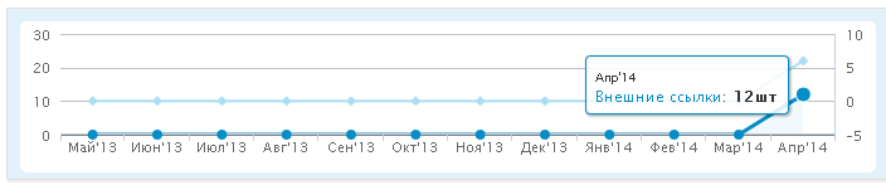 30 10
Апр'14
20 5
Внешние ссылки: 12шт
10 0
0 -5
Май'13 Июн'13 Июл'13 Авг'13 Сен'13 Окт'13 Ноя'13 Дек'13 Янв'14 Фев'14 Мар'14 Апр'14